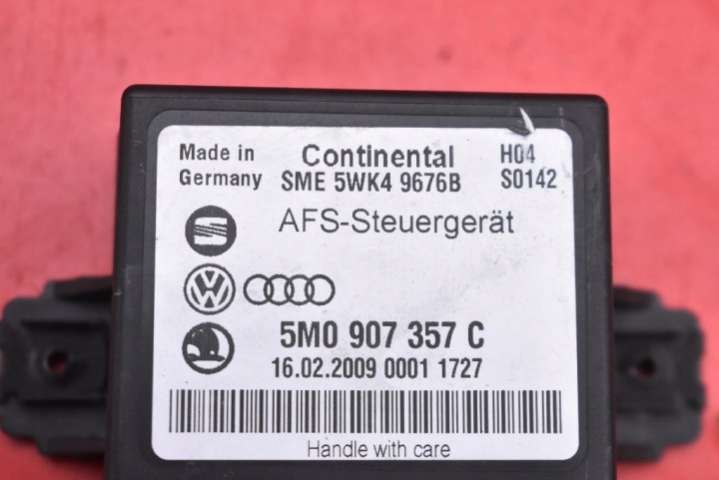 Made in Continental H04
Germany SME 5WK4 9676B S0142
AFS-Steuergerät
5M0 907 357 C
16.02.2009 0001 1727
Handle with care